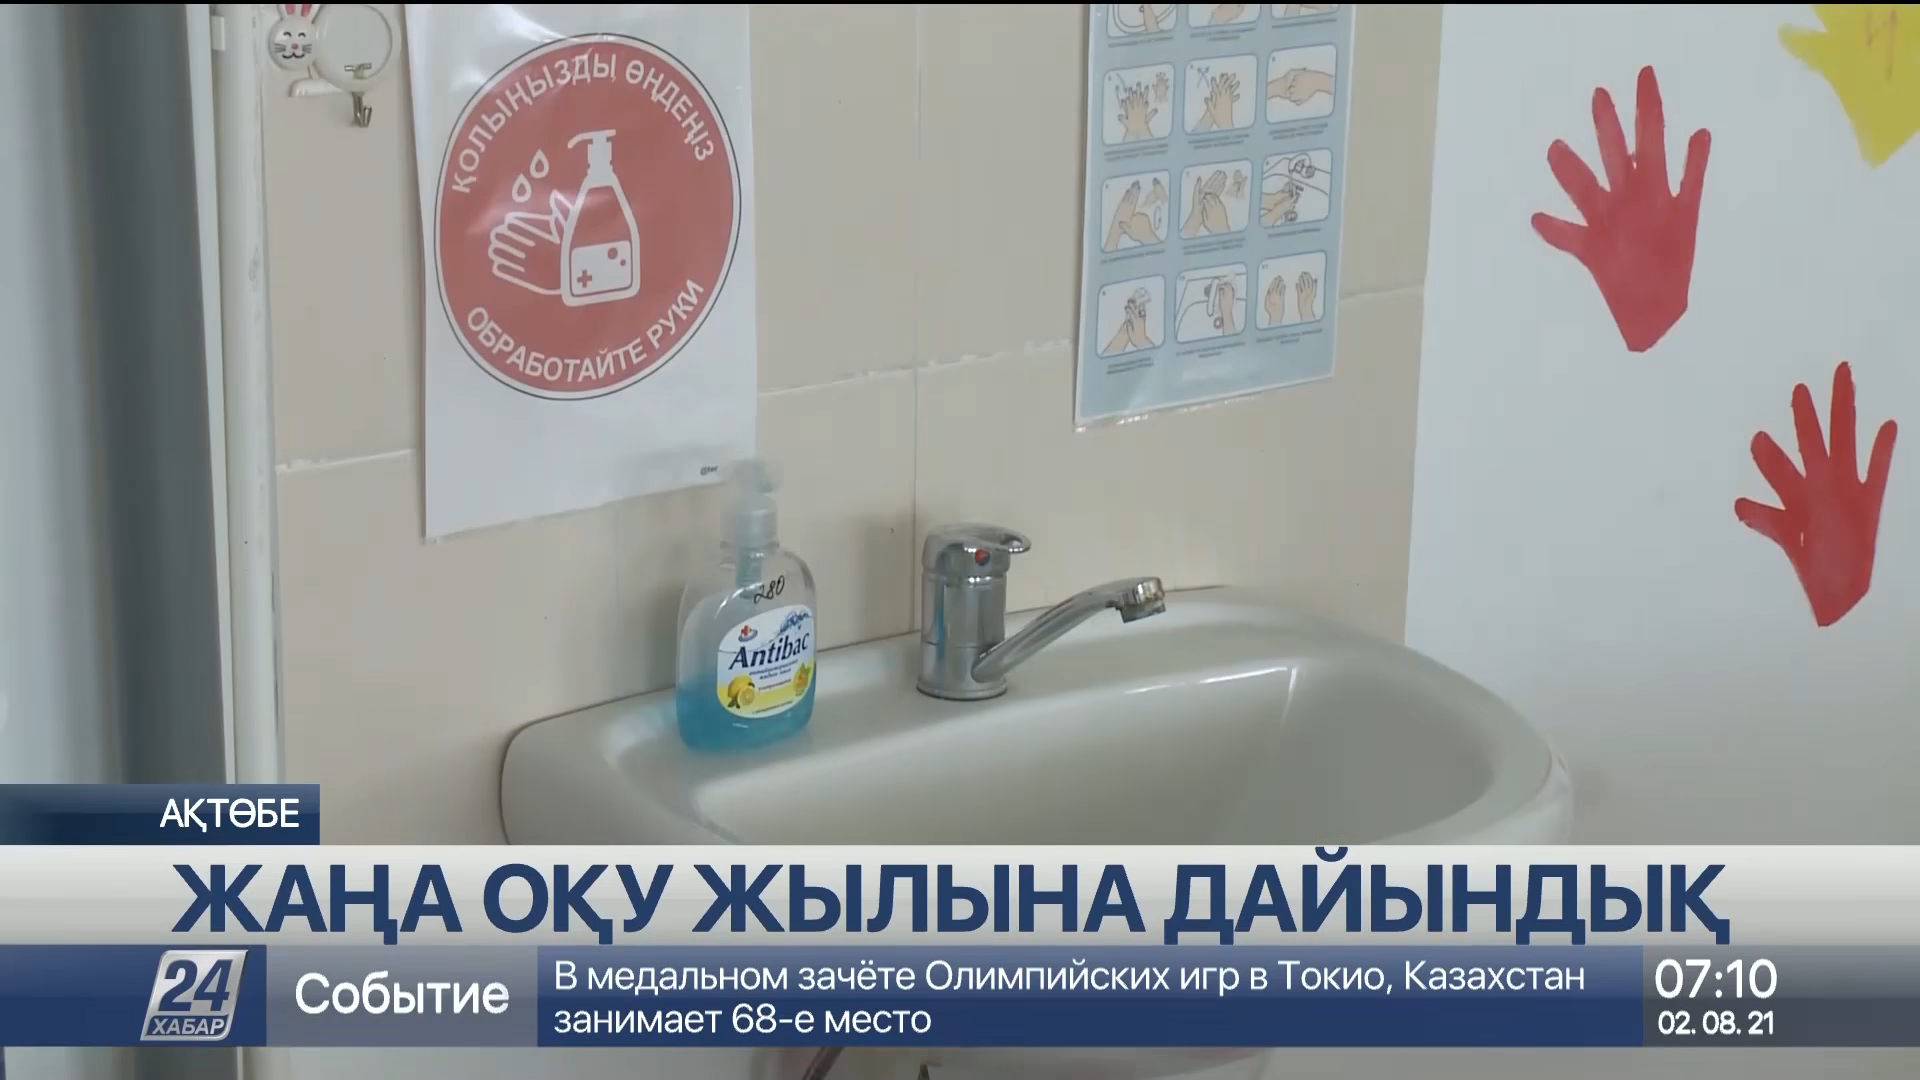 ҚОЛЫҢЫЗДЫ ӨҢДЕҢІЗ
ОБРАБОТАЙТЕ РУКИ
280
Antibac
АҚТӨБЕ
ЖАҢА ОҚУ ЖЫЛЫНА ДАЙЫНДЫҚ
24
ХАБАР
Событие
В медальном зачёте Олимпийских игр в Токио, Казахстан
занимает 68-е место
07:10
02. 08. 21